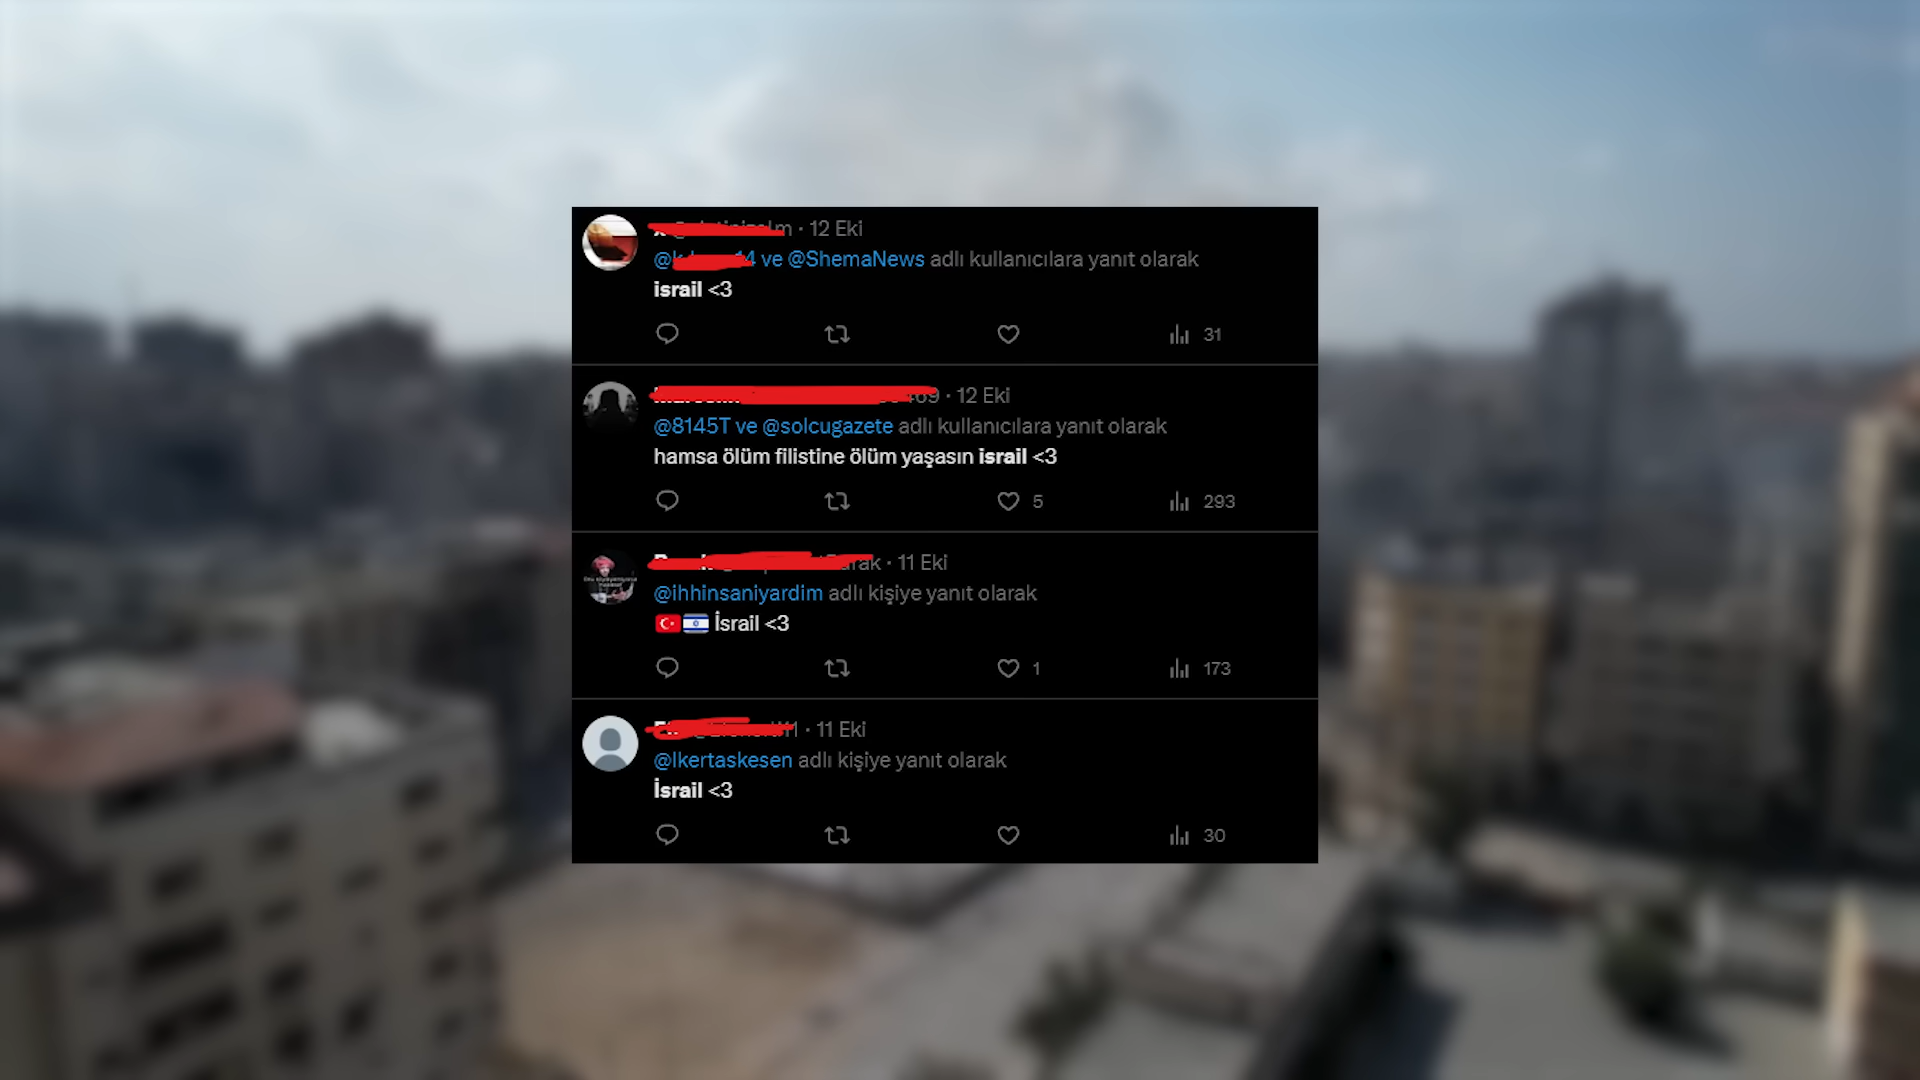 · 12 Eki
ve @ShemaNews adlı kullanıcılara yanıt olarak
israil <3
31
· 12 Eki
@8145T ve @solcugazete adlı kullanıcılara yanıt olarak
hamsa ölüm filistine ölüm yaşasın israil <3
5 293
· 11 Eki
@ihhinsaniyardim adlı kişiye yanıt olarak
🇹🇷🇮🇱 İsrail <3
1 173
· 11 Eki
@lkertaskesen adlı kişiye yanıt olarak
İsrail <3
30